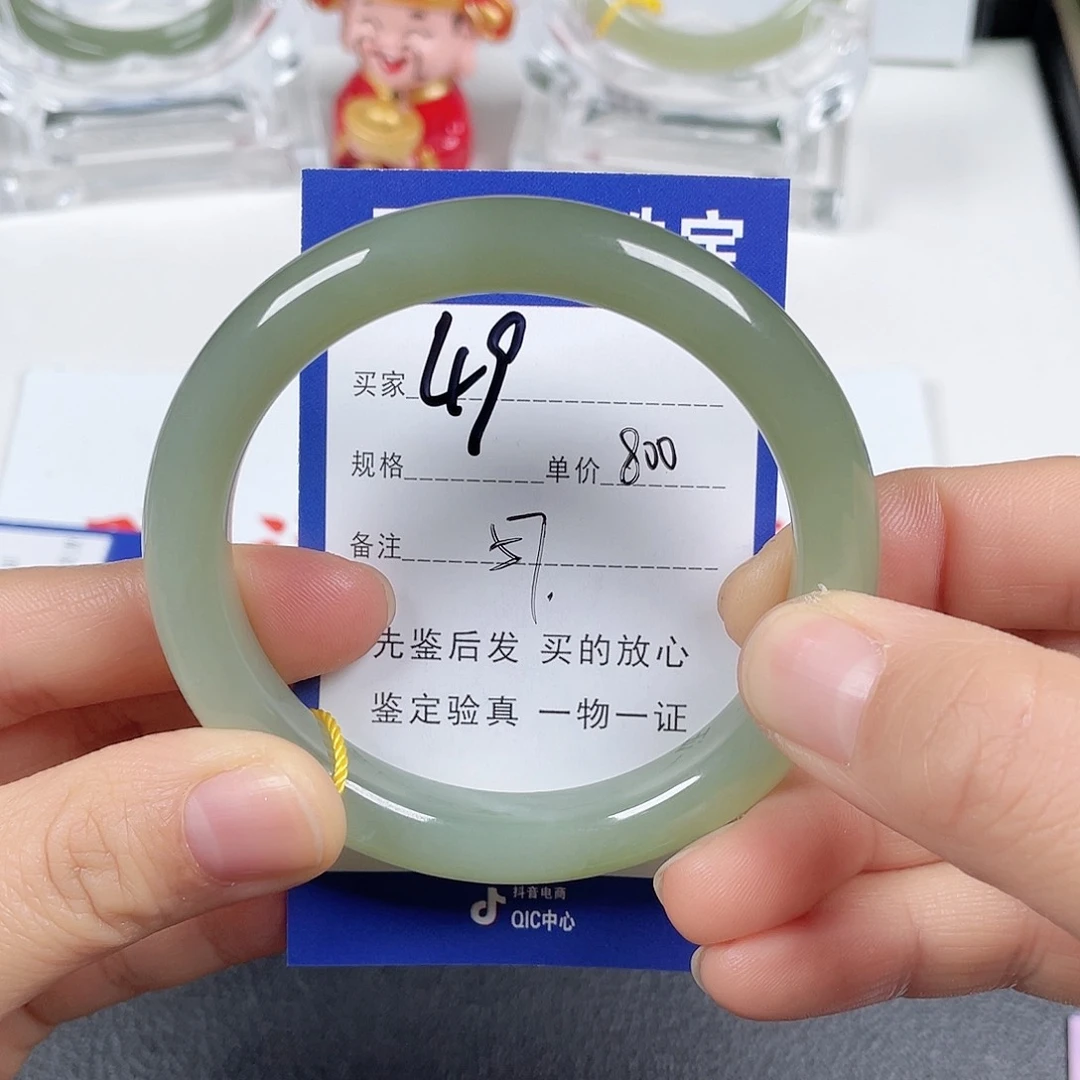 买家 49
规格 单价 800
备注 57.
先鉴后发 买的放心
鉴定验真 一物一证
抖音电商
QIC中心